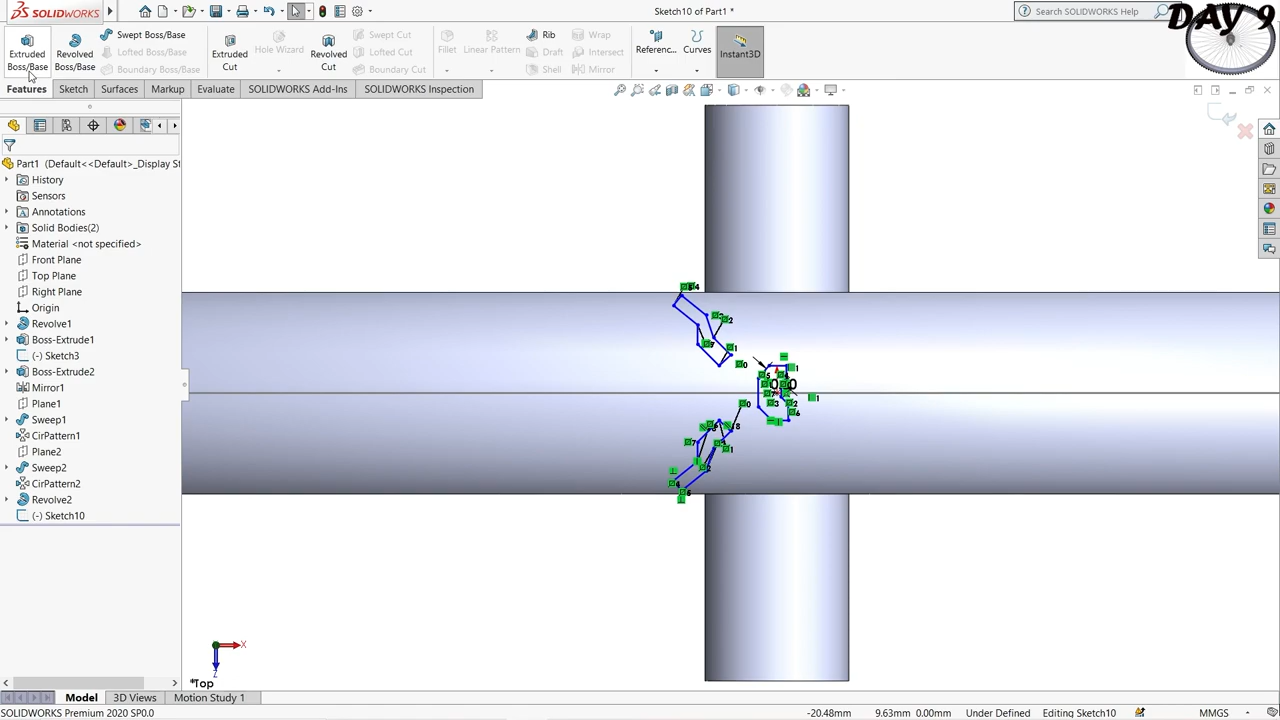 SOLIDWORKS
Sketch10 of Part1 *
Search SOLIDWORKS Help
DAY 9
Extruded Boss/Base
Revolved Boss/Base
Swept Boss/Base
Lofted Boss/Base
Boundary Boss/Base
Extruded Cut
Hole Wizard
Revolved Cut
Swept Cut
Lofted Cut
Boundary Cut
Fillet
Linear Pattern
Rib
Draft
Shell
Wrap
Intersect
Mirror
Referenc...
Curves
Instant3D
Features
Sketch
Surfaces
Markup
Evaluate
SOLIDWORKS Add-Ins
SOLIDWORKS Inspection
Part1 (Default<<Default>_Display St
History
Sensors
Annotations
Solid Bodies(2)
Material <not specified>
Front Plane
Top Plane
Right Plane
Origin
Revolve1
Boss-Extrude1
(-) Sketch3
Boss-Extrude2
Mirror1
Plane1
Sweep1
CirPattern1
Plane2
Sweep2
CirPattern2
Revolve2
(-) Sketch10
X
Z
*Top
Model
3D Views
Motion Study 1
SOLIDWORKS Premium 2020 SP0.0
-20.48mm
9.63mm
0.00mm
Under Defined
Editing Sketch10
MMGS